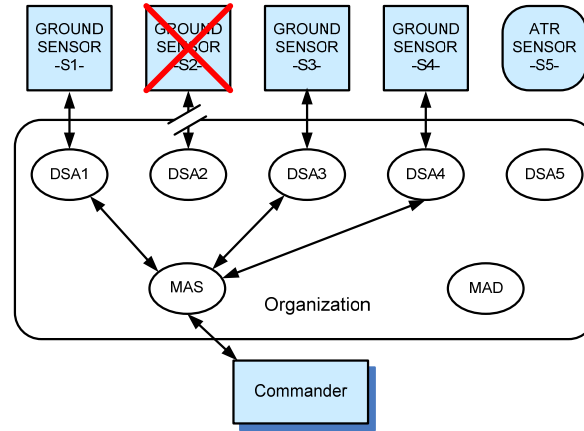 GROUND
SENSOR
-S1-
GROUND
SENSOR
-S2-
GROUND
SENSOR
-S3-
GROUND
SENSOR
-S4-
ATR
SENSOR
-S5-
DSA1
DSA2
DSA3
DSA4
DSA5
MAS
MAD
Organization
Commander